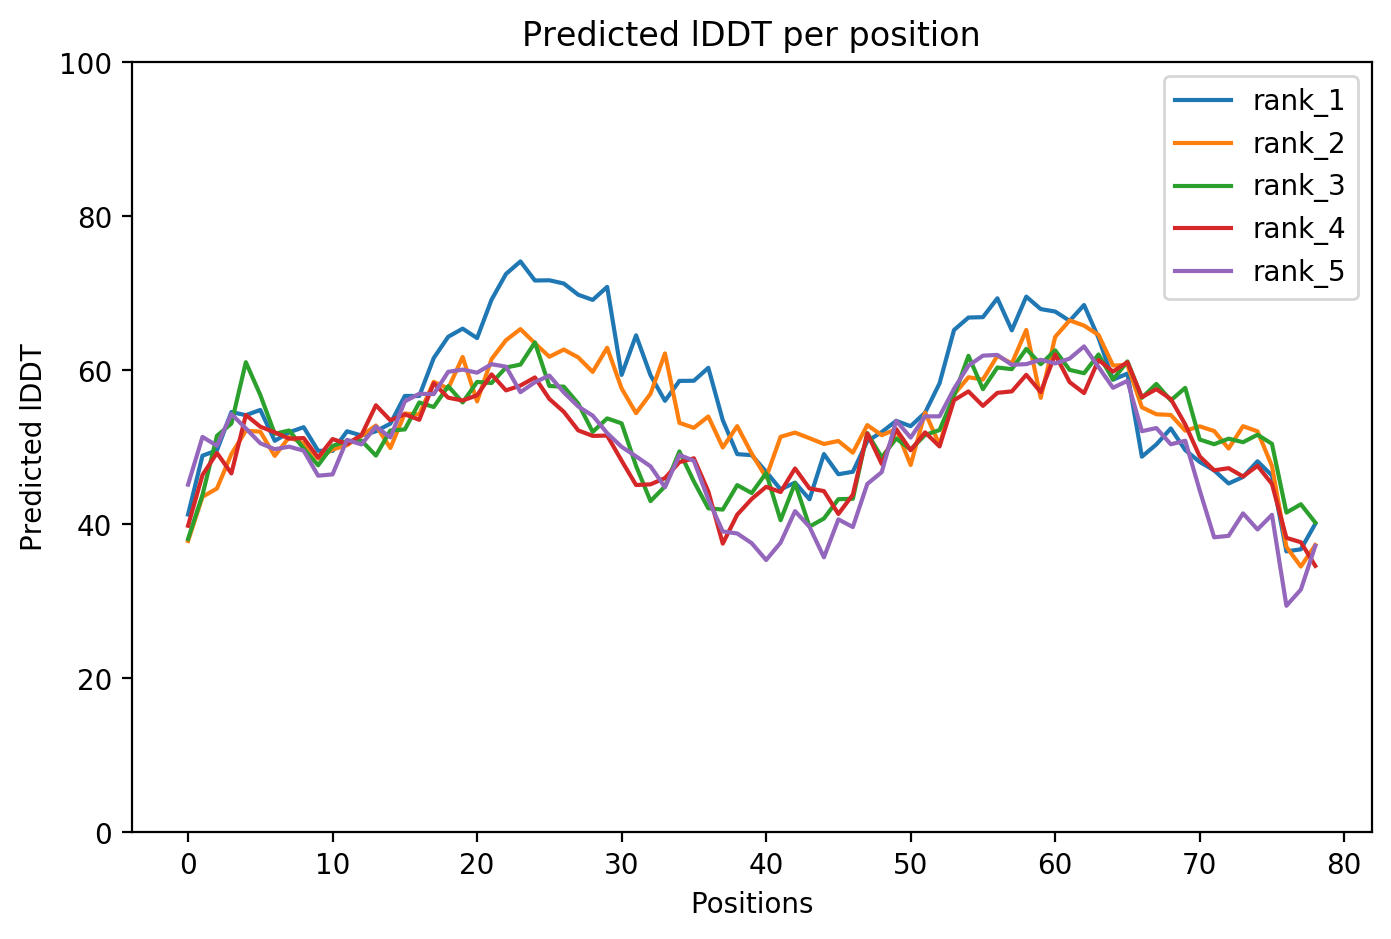 Predicted lDDT per position
100
80
60
40
20
0
Predicted lDDT
rank_1
rank_2
rank_3
rank_4
rank_5
0 10 20 30 40 50 60 70 80
Positions